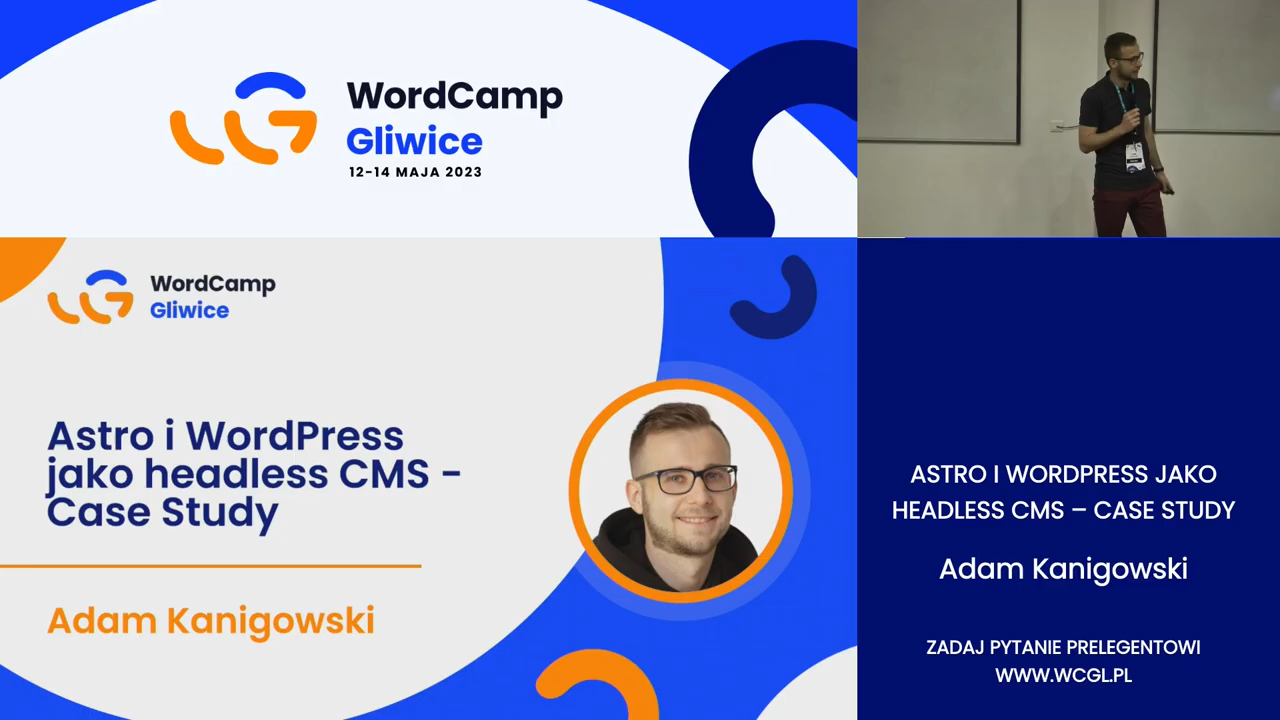 WordCamp
Gliwice
12-14 MAJA 2023
WordCamp
Gliwice
Astro i WordPress
jako headless CMS -
Case Study
Adam Kanigowski
ASTRO I WORDPRESS JAKO
HEADLESS CMS – CASE STUDY
Adam Kanigowski
ZADAJ PYTANIE PRELEGENTOWI
WWW.WCGL.PL